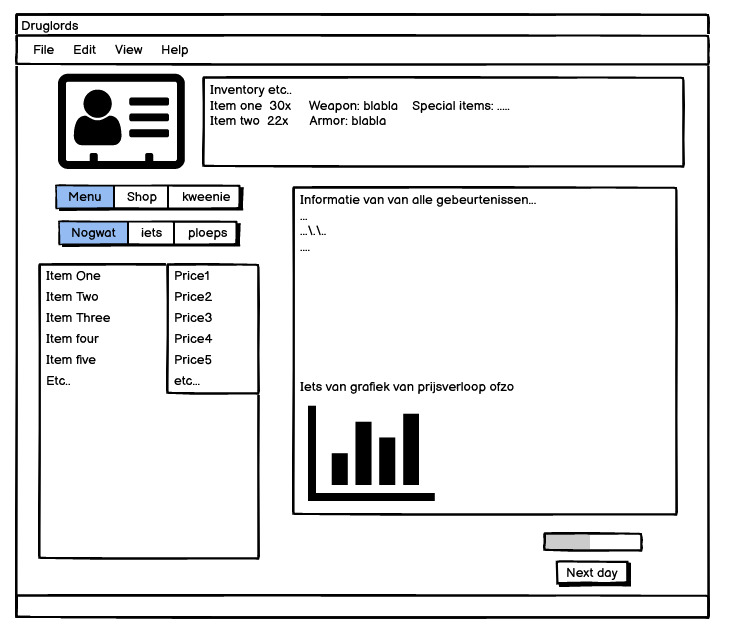 Druglords
File Edit View Help
Inventory etc..
Item one 30x Weapon: blabla Special items: .....
Item two 22x Armor: blabla
Menu Shop kweenie
Nogwat iets ploeps
Item One Price1
Item Two Price2
Item Three Price3
Item four Price4
Item five Price5
Etc.. etc...
Informatie van van alle gebeurtenissen...
...
...\.\..
....
Iets van grafiek van prijsverloop ofzo
Next day